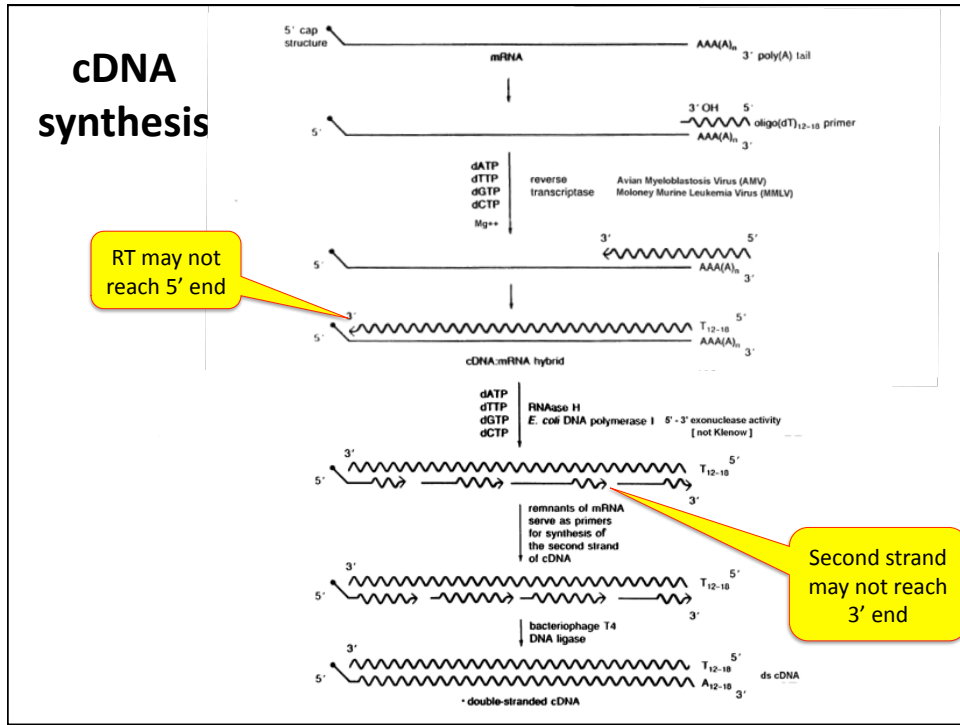 cDNA
synthesis
5' cap
structure
mRNA
AAA(A)n
3' poly(A) tail
3' OH 5'
oligo(dT)12-18 primer
5'
AAA(A)n
3'
dATP
dTTP
dGTP
dCTP
Mg++
reverse
transcriptase
Avian Myeloblastosis Virus (AMV)
Moloney Murine Leukemia Virus (MMLV)
RT may not
reach 5' end
3' 5'
5'
AAA(A)n
3'
3' 5'
T12-18
5'
AAA(A)n
3'
cDNA:mRNA hybrid
dATP
dTTP
dGTP
dCTP
RNAase H
E. coli DNA polymerase I 5' - 3' exonuclease activity
[ not Klenow ]
3' 5'
T12-18
5'
3'
remnants of mRNA
serve as primers
for synthesis of
the second strand
of cDNA
Second strand
may not reach
3' end
3' 5'
T12-18
5'
3'
bacteriophage T4
DNA ligase
3' 5'
T12-18
5'
A12-18
3'
ds cDNA
• double-stranded cDNA